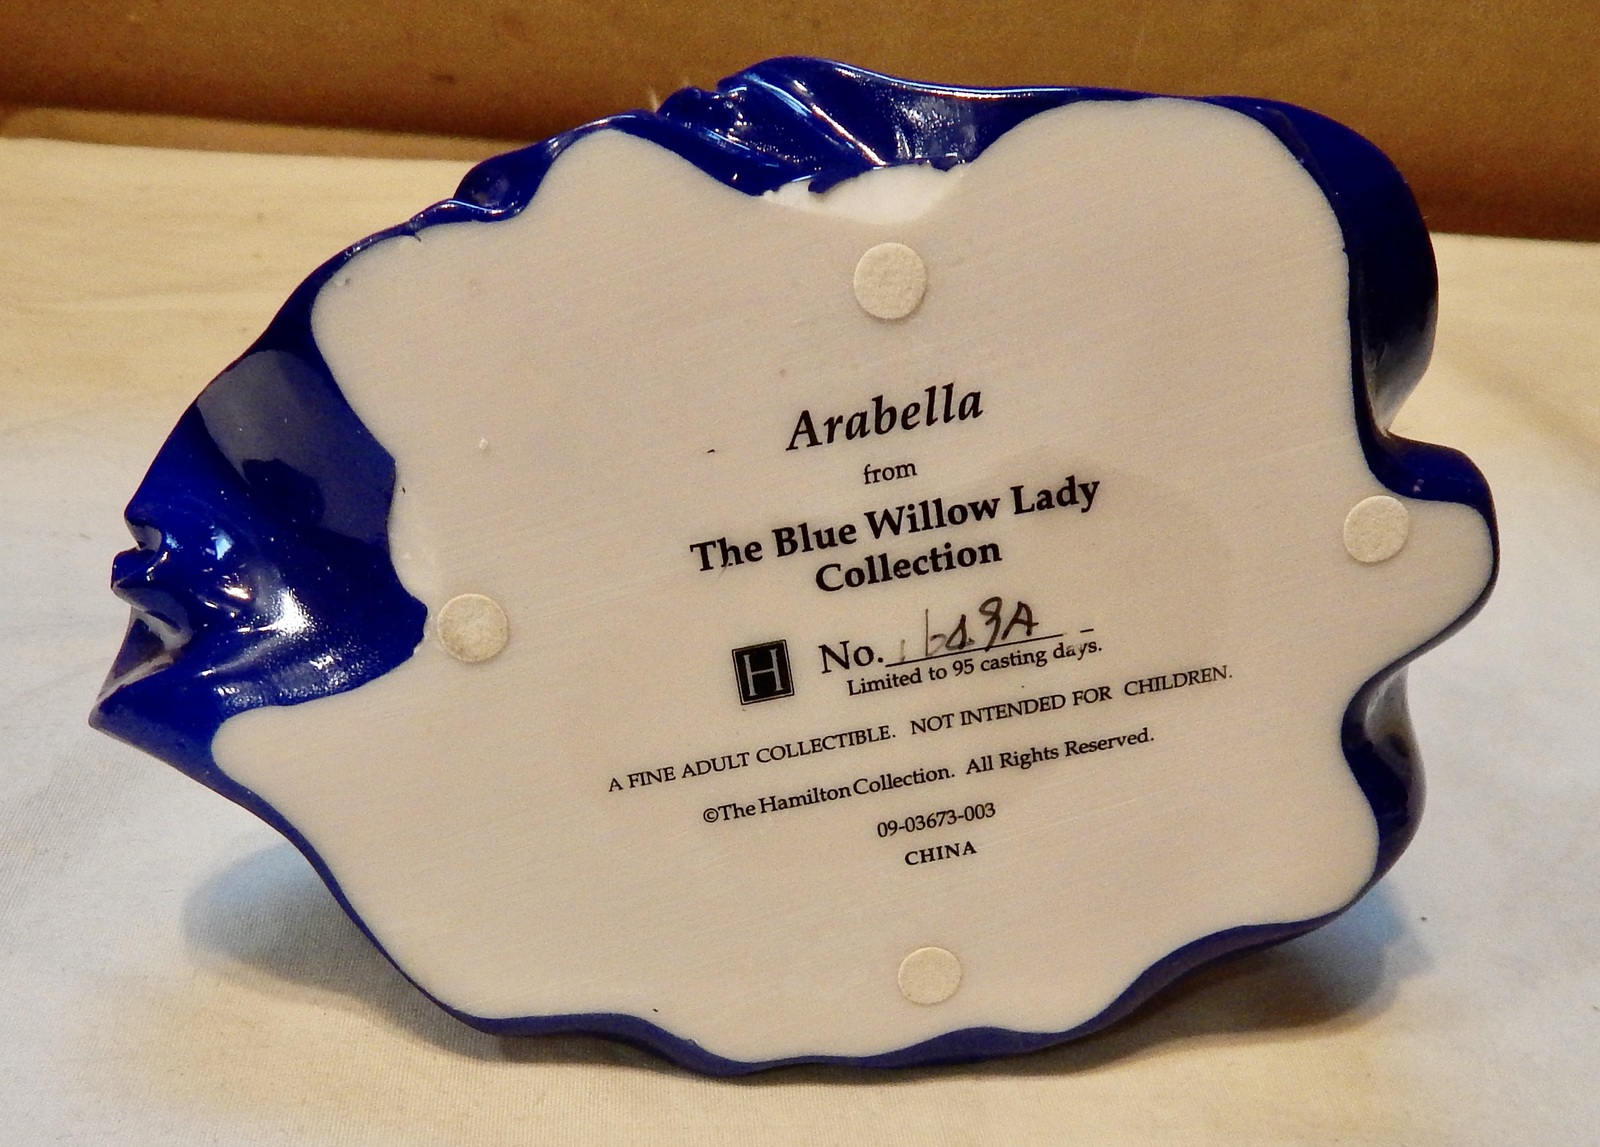 Arabella
from
The Blue Willow Lady
Collection
H
No.
Limited to 95 casting days.
A FINE ADULT COLLECTIBLE. NOT INTENDED FOR CHILDREN.
©The Hamilton Collection. All Rights Reserved.
09-03673-003
CHINA